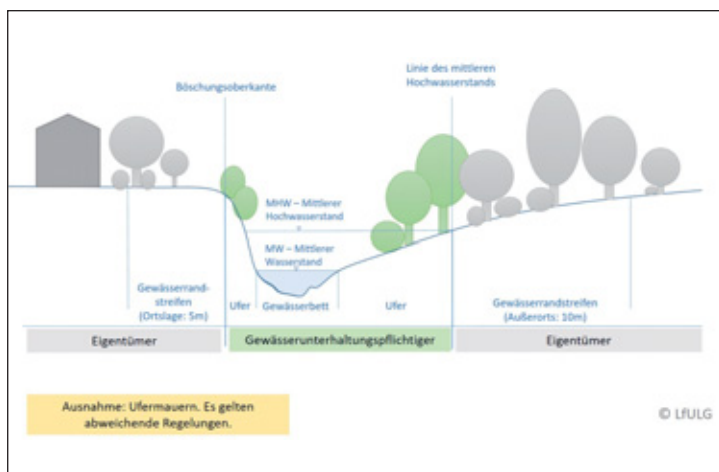 Linie des mittleren
Hochwasserstands
Böschungsoberkante
MHW – Mittlerer
Hochwasserstand
MW – Mittlerer
Wasserstand
Gewässerrand-
streifen
(Ortslage: 5m)
Ufer
Gewässerbett
Ufer
Gewässerrandstreifen
(Außerorts: 10m)
Eigentümer
Gewässerunterhaltungspflichtiger
Eigentümer
Ausnahme: Ufermauern. Es gelten
abweichende Regelungen.
© LfULG